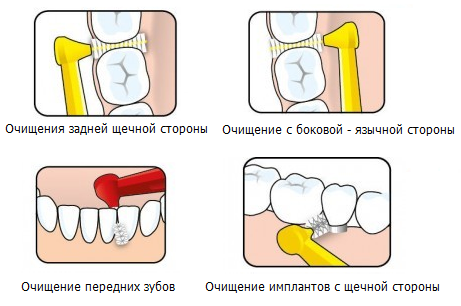 Очищения задней щечной стороны
Очищение с боковой - язычной стороны
Очищение передних зубов
Очищение имплантов с щечной стороны